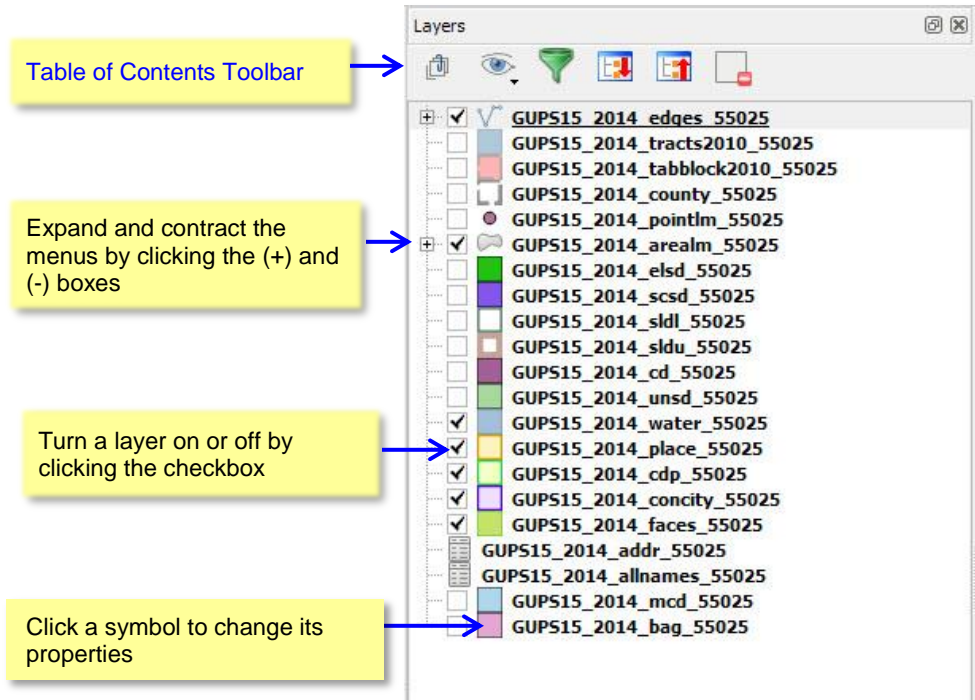 Layers
Table of Contents Toolbar
GUPS15_2014_edges_55025
GUPS15_2014_tracts2010_55025
GUPS15_2014_tabblock2010_55025
GUPS15_2014_county_55025
GUPS15_2014_pointlm_55025
Expand and contract the
menus by clicking the (+) and
(-) boxes
GUPS15_2014_arealm_55025
GUPS15_2014_elsd_55025
GUPS15_2014_scsd_55025
GUPS15_2014_sldl_55025
GUPS15_2014_sldu_55025
GUPS15_2014_cd_55025
GUPS15_2014_unsd_55025
GUPS15_2014_water_55025
Turn a layer on or off by
clicking the checkbox
GUPS15_2014_place_55025
GUPS15_2014_cdp_55025
GUPS15_2014_concity_55025
GUPS15_2014_faces_55025
GUPS15_2014_addr_55025
GUPS15_2014_allnames_55025
GUPS15_2014_mcd_55025
Click a symbol to change its
properties
GUPS15_2014_bag_55025